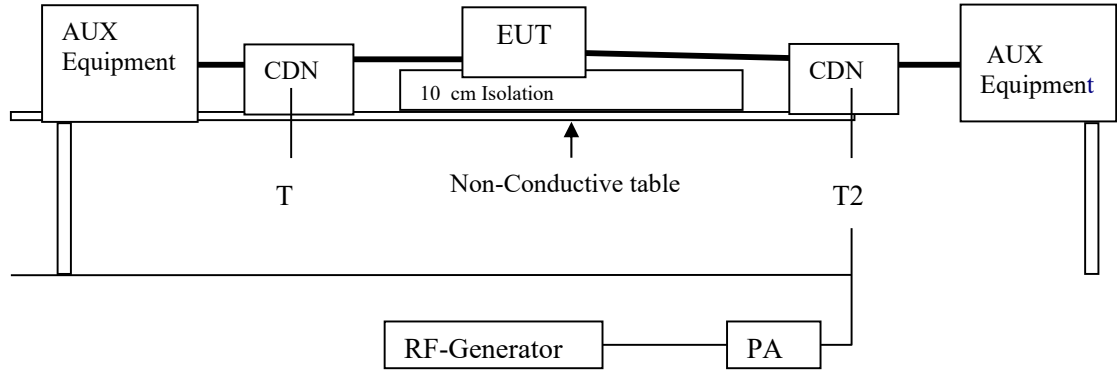 AUX
Equipment
CDN
EUT
10 cm Isolation
CDN
AUX
Equipment
Non-Conductive table
T
T2
RF-Generator
PA